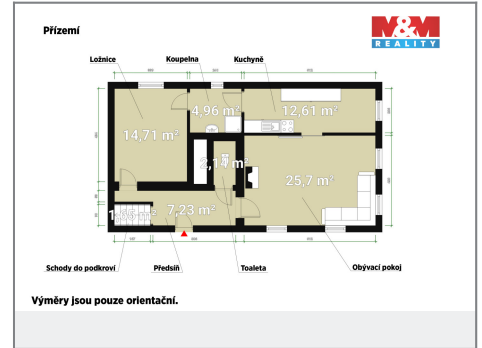 Přízemí
M&M
REALITY
Ložnice
Koupelna
Kuchyně
4,96 m²
12,61 m²
14,71 m²
25,7 m²
7,23 m²
Schody do podkroví
Předsíň
Toaleta
Obývací pokoj
Výměry jsou pouze orientační.